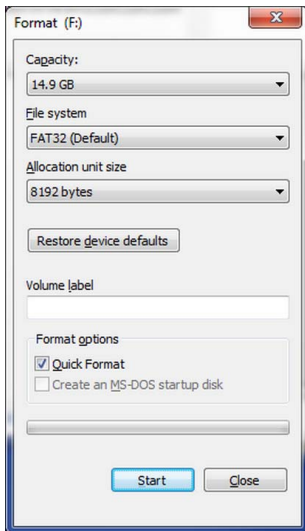 Format (F:)
Capacity:
14.9 GB
File system
FAT32 (Default)
Allocation unit size
8192 bytes
Restore device defaults
Volume label
Format options
Quick Format
Create an MS-DOS startup disk
Start Close